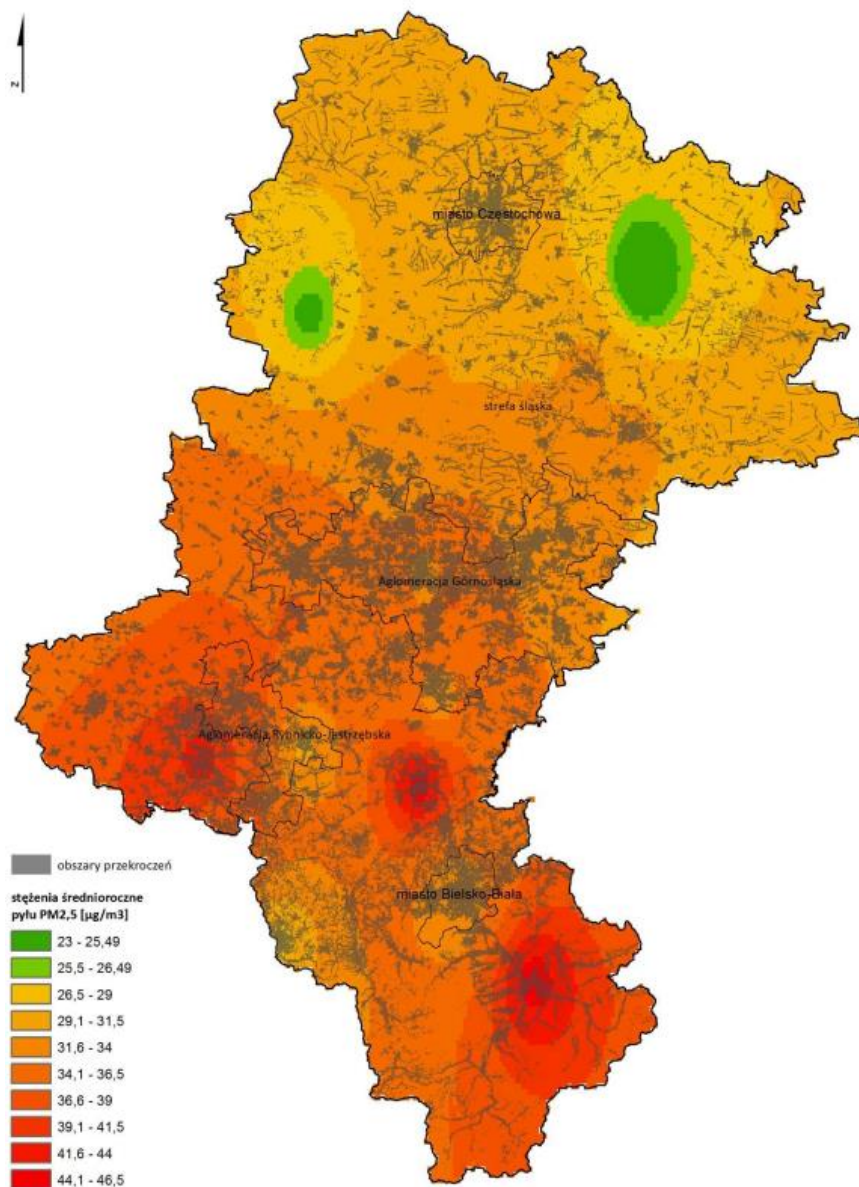 z
miasto Częstochowa
strefa śląska
Aglomeracja Górnośląska
Aglomeracja Rybnicko-Jastrzębska
miasto Bielsko-Biała
obszary przekroczeń
stężenia średnioroczne
pyłu PM2,5 [µg/m3]
23 - 25,49
25,5 - 26,49
26,5 - 29
29,1 - 31,5
31,6 - 34
34,1 - 36,5
36,6 - 39
39,1 - 41,5
41,6 - 44
44,1 - 46,5